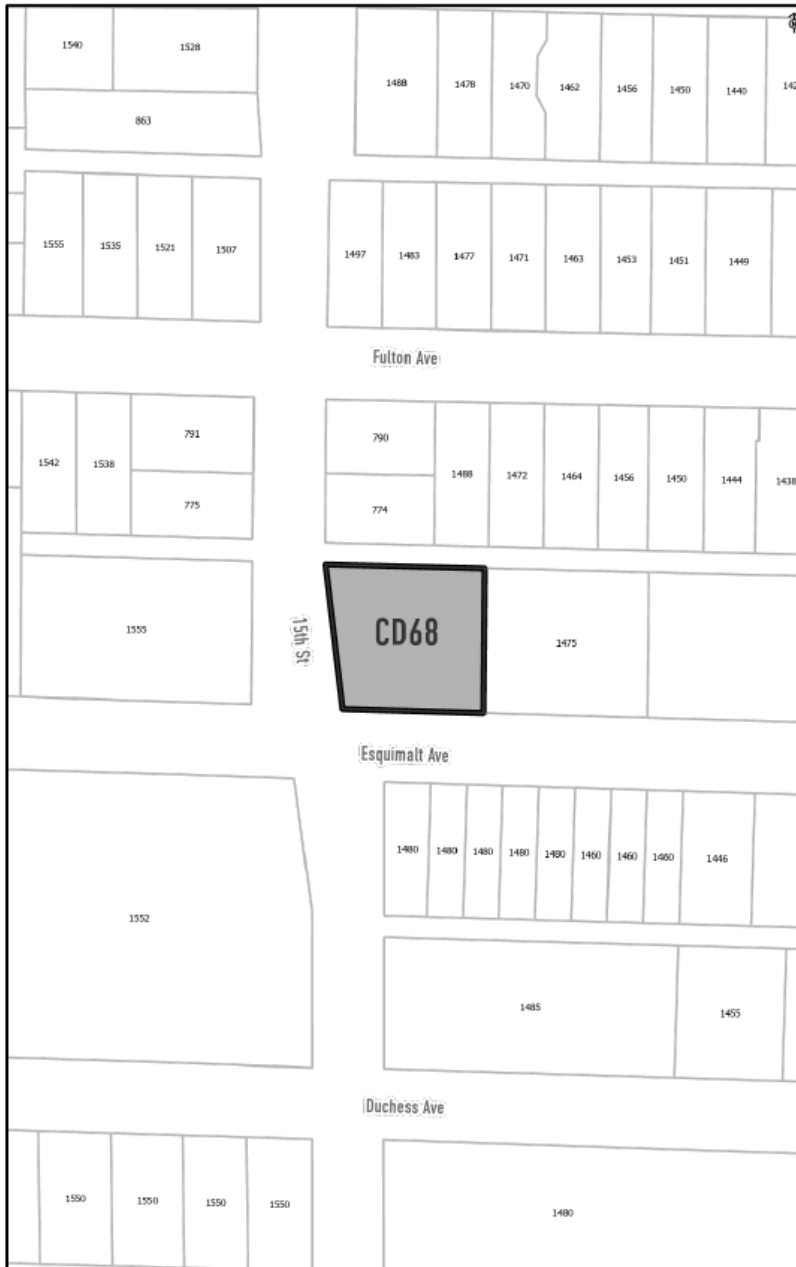 1540 1528
1488 1478 1470 1462 1456 1450 1440
863
1555 1535 1521 1507 1497 1483 1477 1471 1463 1453 1451 1449
Fulton Ave
791 790
1542 1538 1488 1472 1464 1456 1450 1444 1438
775 774
1555 15th St CD68 1475
Esquimalt Ave
1480 1480 1480 1480 1480 1460 1460 1460 1446
1552
1485 1455
Duchess Ave
1550 1550 1550 1550 1480